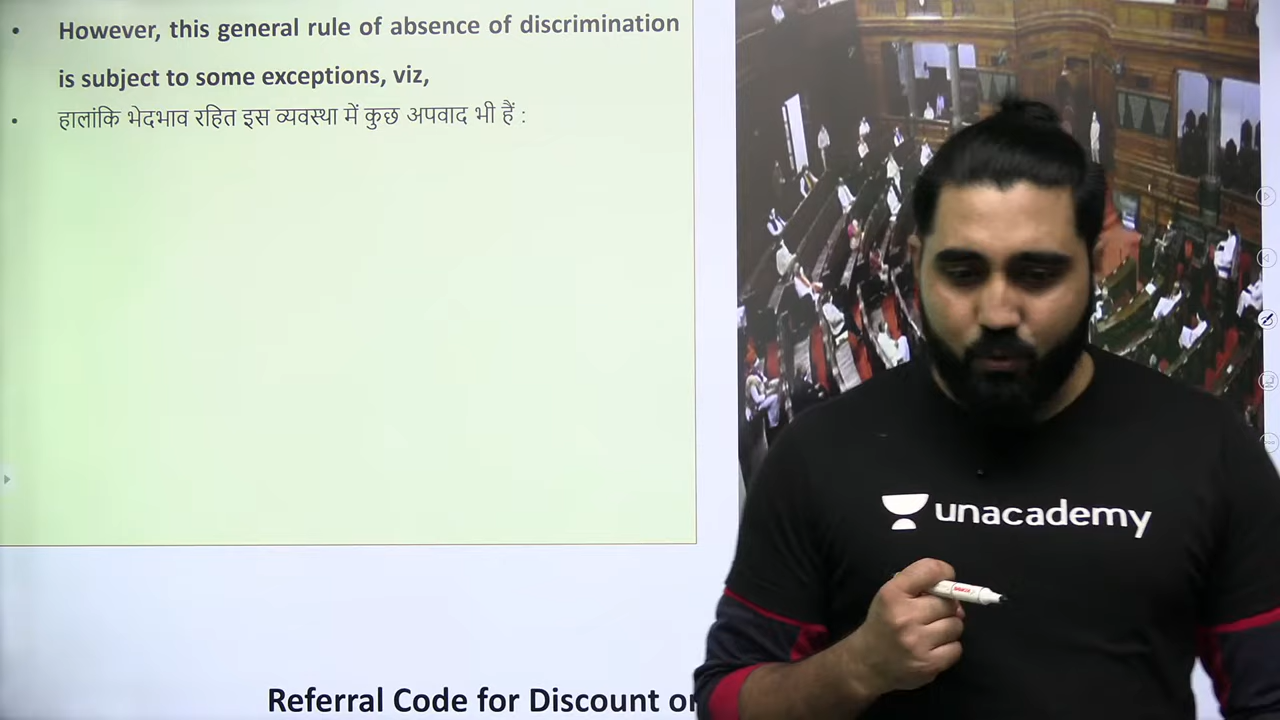 • However, this general rule of absence of discrimination
is subject to some exceptions, viz,
• हालांकि भेदभाव रहित इस व्यवस्था में कुछ अपवाद भी हैं :
unacademy
Referral Code for Discount